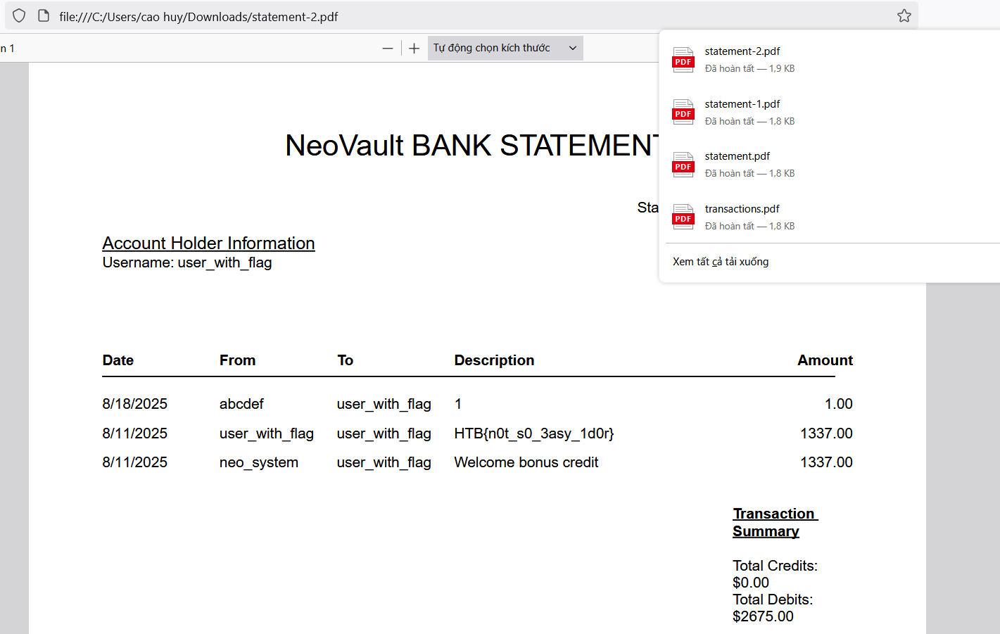 file:///C:/Users/cao huy/Downloads/statement-2.pdf
n 1
Tự động chọn kích thước
statement-2.pdf
Đã hoàn tất — 1,9 KB
statement-1.pdf
Đã hoàn tất — 1,8 KB
statement.pdf
Đã hoàn tất — 1,8 KB
transactions.pdf
Đã hoàn tất — 1,8 KB
Xem tất cả tải xuống
NeoVault BANK STATEMENT
Sta
Account Holder Information
Username: user_with_flag
Date From To Description Amount
8/18/2025 abcdef user_with_flag 1 1.00
8/11/2025 user_with_flag user_with_flag HTB{n0t_s0_3asy_1d0r} 1337.00
8/11/2025 neo_system user_with_flag Welcome bonus credit 1337.00
Transaction
Summary
Total Credits:
$0.00
Total Debits:
$2675.00